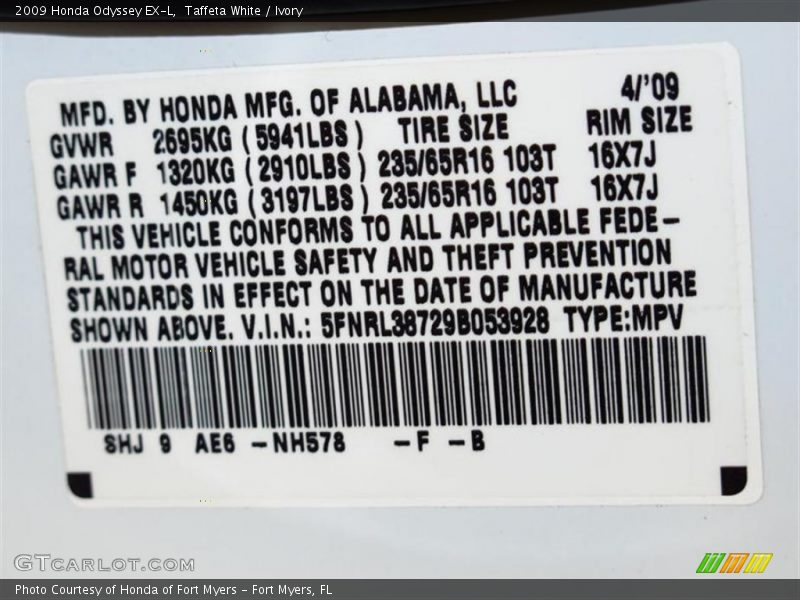 2009 Honda Odyssey EX-L, Taffeta White / Ivory
MFD. BY HONDA MFG. OF ALABAMA, LLC 4/'09
GVWR 2695KG (5941LBS) TIRE SIZE RIM SIZE
GAWR F 1320KG (2910LBS) 235/65R16 103T 16X7J
GAWR R 1450KG (3197LBS) 235/65R16 103T 16X7J
THIS VEHICLE CONFORMS TO ALL APPLICABLE FEDE-
RAL MOTOR VEHICLE SAFETY AND THEFT PREVENTION
STANDARDS IN EFFECT ON THE DATE OF MANUFACTURE
SHOWN ABOVE. V.I.N.: 5FNRL38729B053928 TYPE:MPV
SHJ 9 AE6 -NH578 -F -B
GTCARLOT.COM
Photo Courtesy of Honda of Fort Myers - Fort Myers, FL